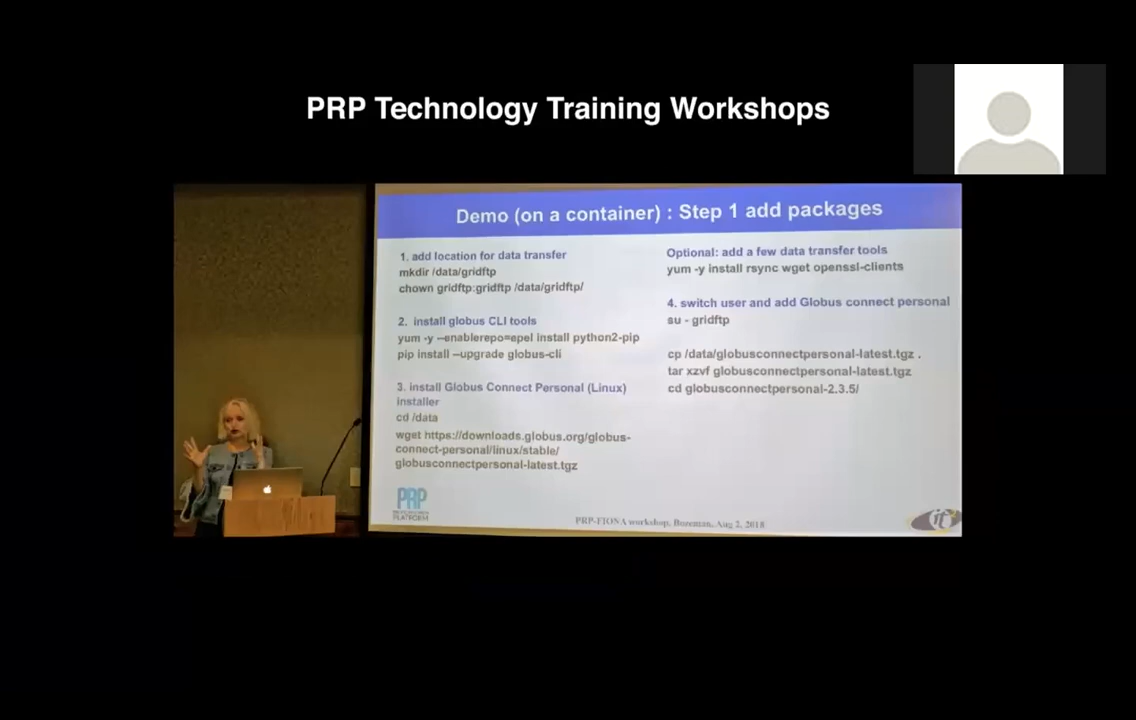 PRP Technology Training Workshops
Demo (on a container) : Step 1 add packages
1. add location for data transfer
mkdir /data/gridftp
chown gridftp:gridftp /data/gridftp/
2. install globus CLI tools
yum -y --enablerepo=epel install python2-pip
pip install --upgrade globus-cli
3. install Globus Connect Personal (Linux)
installer
cd /data
wget https://downloads.globus.org/globus-
connect-personal/linux/stable/
globusconnectpersonal-latest.tgz
Optional: add a few data transfer tools
yum -y install rsync wget openssl-clients
4. switch user and add Globus connect personal
su - gridftp
cp /data/globusconnectpersonal-latest.tgz .
tar xzvf globusconnectpersonal-latest.tgz
cd globusconnectpersonal-2.3.5/
PRP
PLATFORM
PRP-FIONA workshop, Bozeman, Aug 2, 2018